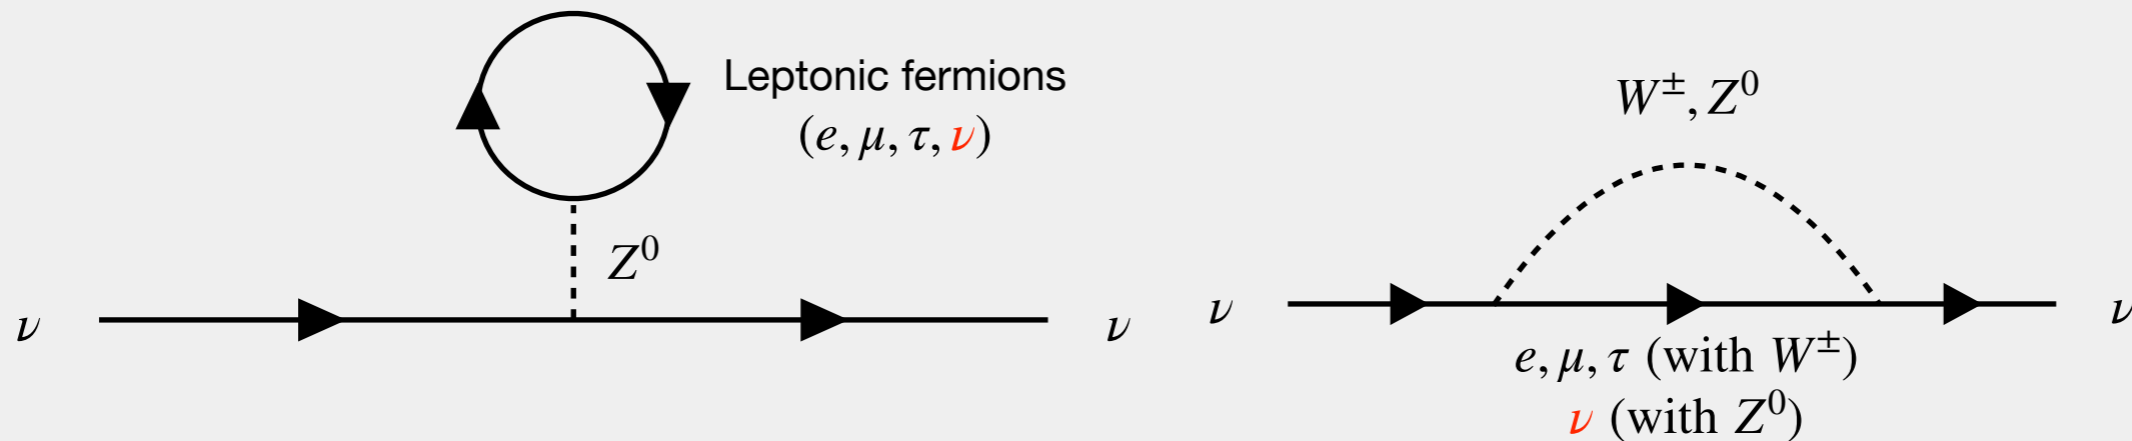 Leptonic fermions
(e, μ, τ, ν)
Z⁰
ν
ν
W±, Z⁰
ν
ν
e, μ, τ (with W±)
ν (with Z⁰)